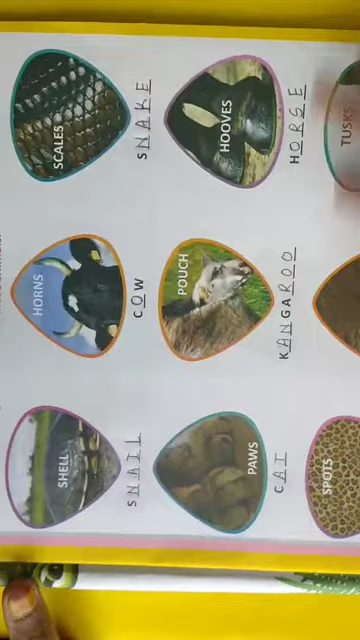 SHELL
SNAIL
HORNS
COW
SCALES
SNAKE
PAWS
CAT
POUCH
KANGAROO
HOOVES
HORSE
SPOTS
TUSKS